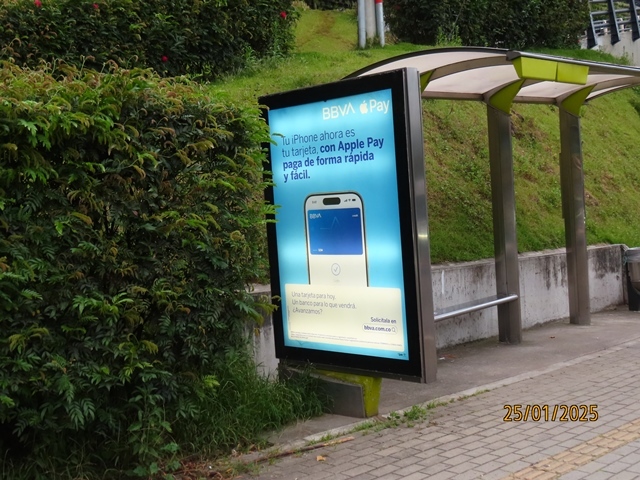 BBVA Pay
Tu iPhone ahora es
tu tarjeta, con Apple Pay
paga de forma rápida
y fácil.
BBVA
Una tarjeta para hoy.
Un banco para lo que vendrá.
¿Avanzamos?
Solicítala en
bbva.com.co
25/01/2025